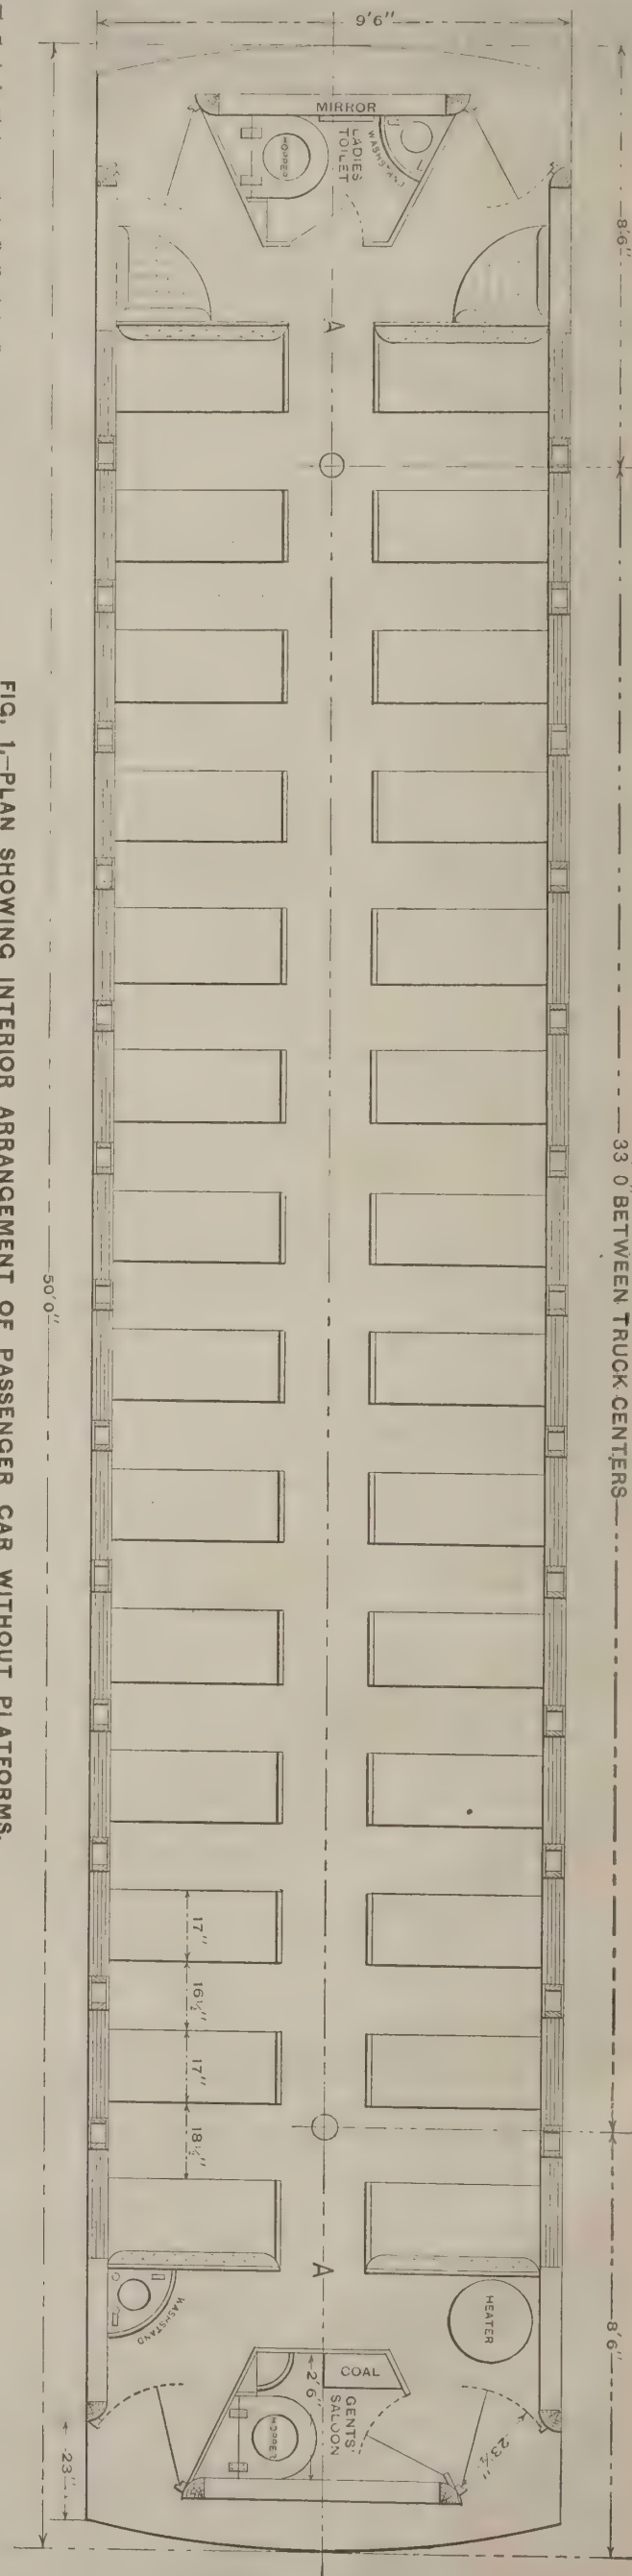 9'6"
8'6"
MIRROR
LADIES
TOILET
HOPPER
WASHSTAND
A
33 0 BETWEEN TRUCK CENTERS
50'0"
FIG. 1.—PLAN SHOWING INTERIOR ARRANGEMENT OF PASSENGER CAR WITHOUT PLATFORMS.
17"
16½"
17"
18½"
A
WASHSTAND
HEATER
8'6"
COAL
2'6"
GENTS'
SALOON
HOPPER
23½"
23"